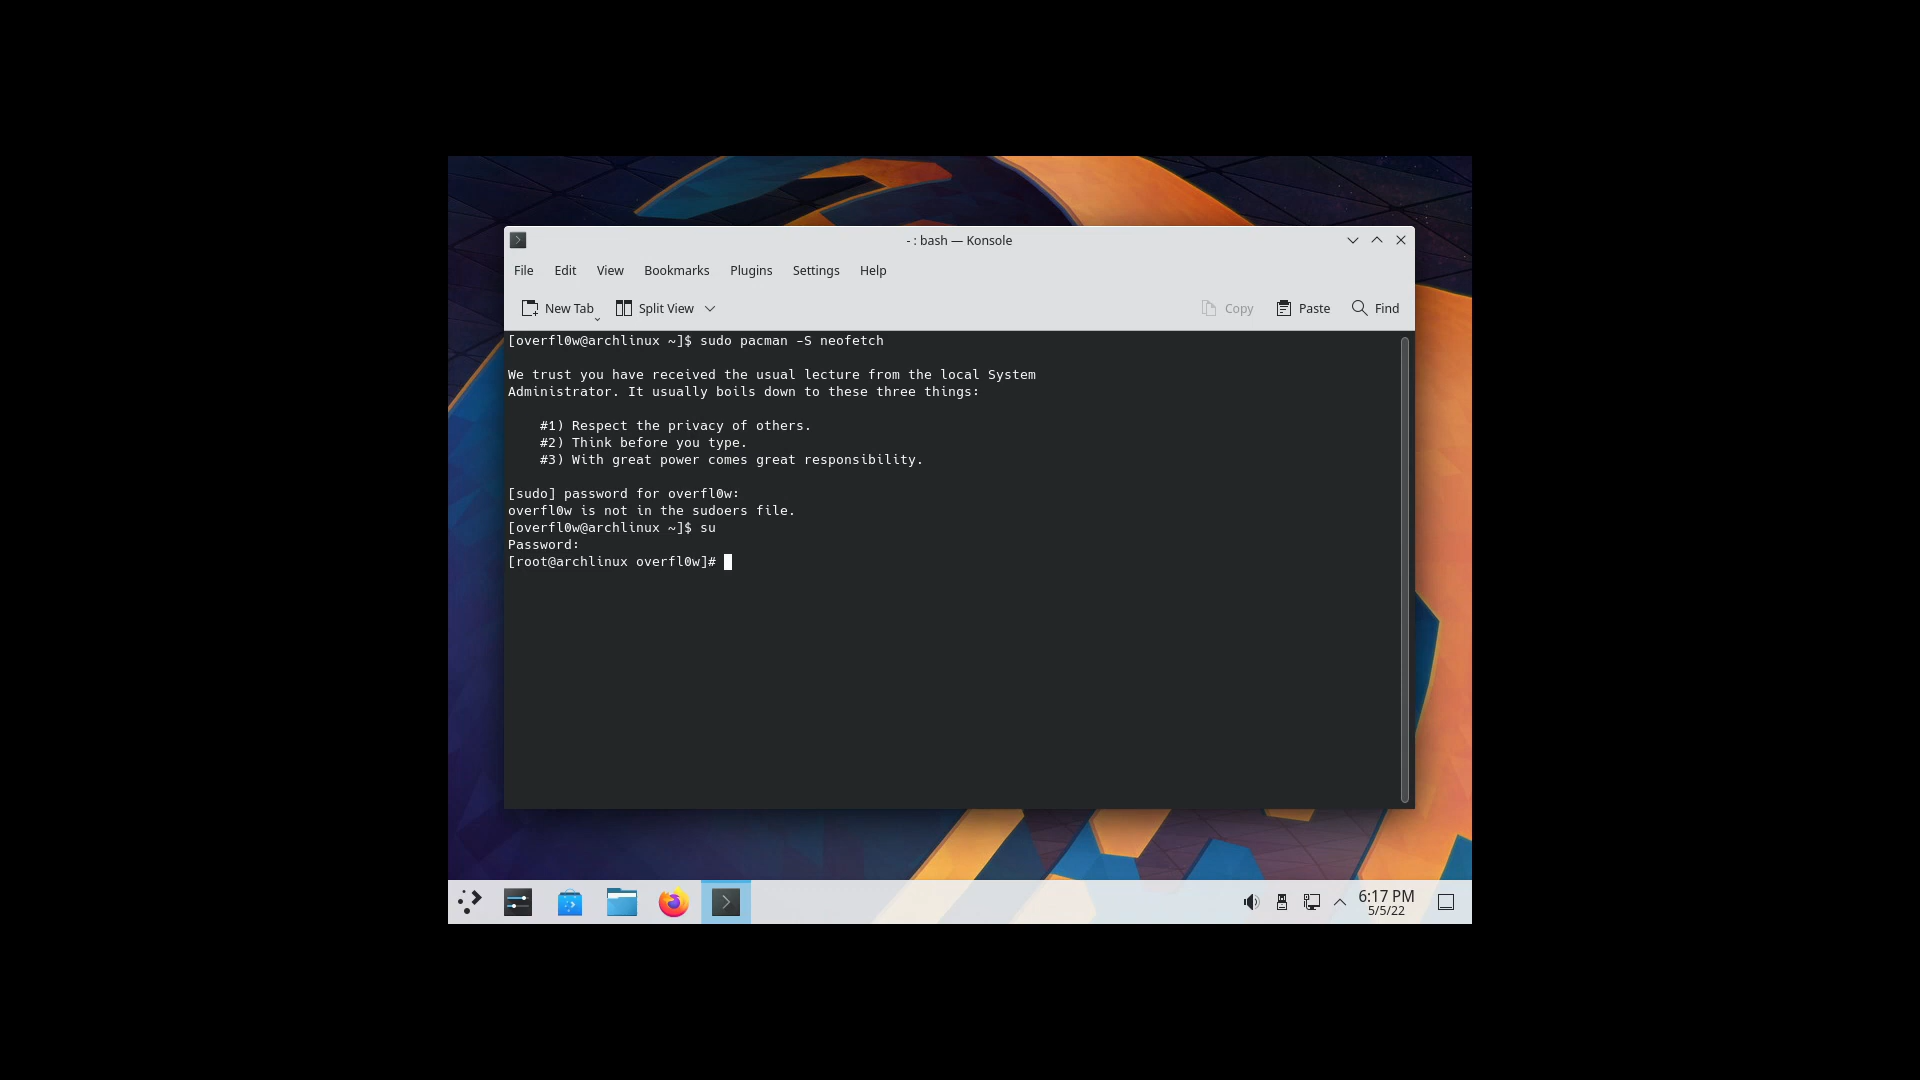 - : bash — Konsole
File Edit View Bookmarks Plugins Settings Help
New Tab Split View Copy Paste Find
[overfl0w@archlinux ~]$ sudo pacman -S neofetch
We trust you have received the usual lecture from the local System
Administrator. It usually boils down to these three things:
#1) Respect the privacy of others.
#2) Think before you type.
#3) With great power comes great responsibility.
[sudo] password for overfl0w:
overfl0w is not in the sudoers file.
[overfl0w@archlinux ~]$ su
Password:
[root@archlinux overfl0w]#
6:17 PM
5/5/22